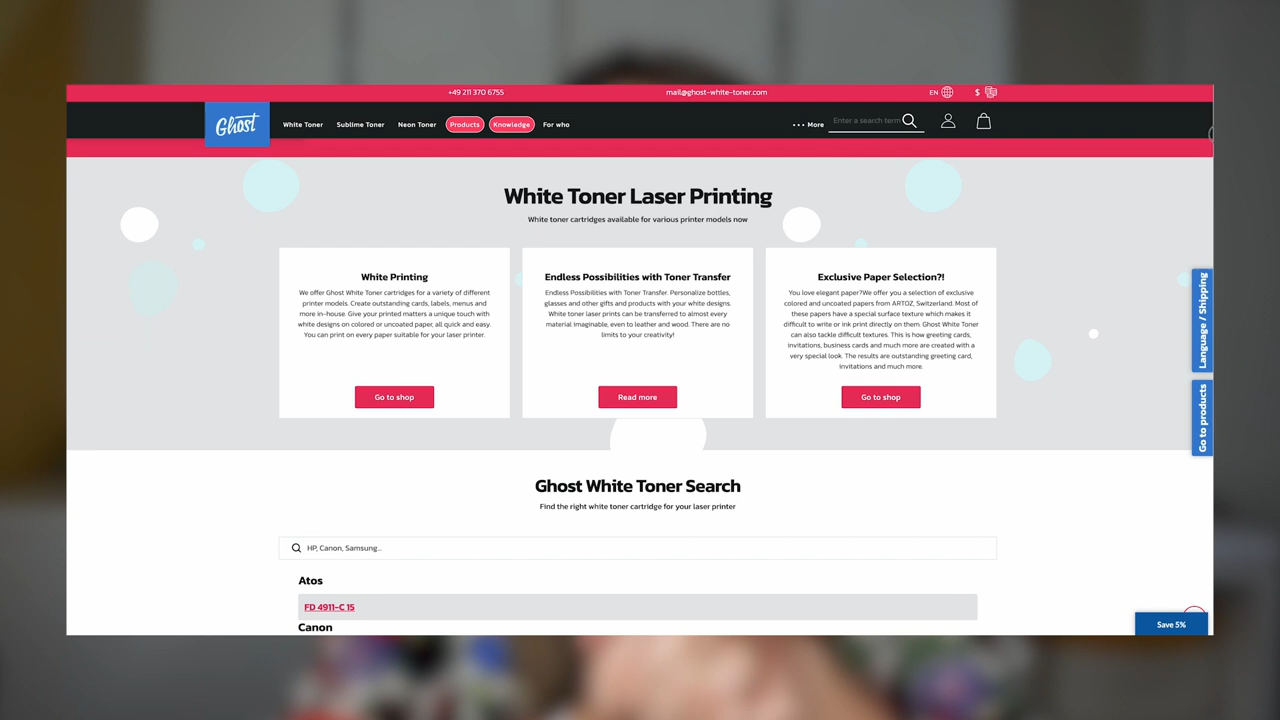 +49 211 370 6755
mail@ghost-white-toner.com
EN
$
Ghost
White Toner
Sublime Toner
Neon Toner
Products
Knowledge
For who
••• More
Enter a search term
White Toner Laser Printing
White toner cartridges available for various printer models now
White Printing
We offer Ghost White Toner cartridges for a variety of different
printer models. Create outstanding cards, labels, menus and
more in-house. Give your printed matters a unique touch with
white designs on colored or uncoated paper, all quick and easy.
You can print on every paper suitable for your laser printer.
Go to shop
Endless Possibilities with Toner Transfer
Endless Possibilities with Toner Transfer. Personalize bottles,
glasses and other gifts and products with your white designs.
White toner laser prints can be transferred to almost every
material imaginable, even to leather and wood. There are no
limits to your creativity!
Read more
Exclusive Paper Selection?!
You love elegant paper?We offer you a selection of exclusive
colored and uncoated papers from ARTOZ, Switzerland. Most of
these papers have a special surface texture which makes it
difficult to write or ink print directly on them. Ghost White Toner
can also tackle difficult textures. This is how greeting cards,
invitations, business cards and much more are created with a
very special look. The results are outstanding greeting card,
invitations and much more.
Go to shop
Language / Shipping
Go to products
Ghost White Toner Search
Find the right white toner cartridge for your laser printer
HP, Canon, Samsung...
Atos
FD 4911-C 15
Canon
Save 5%